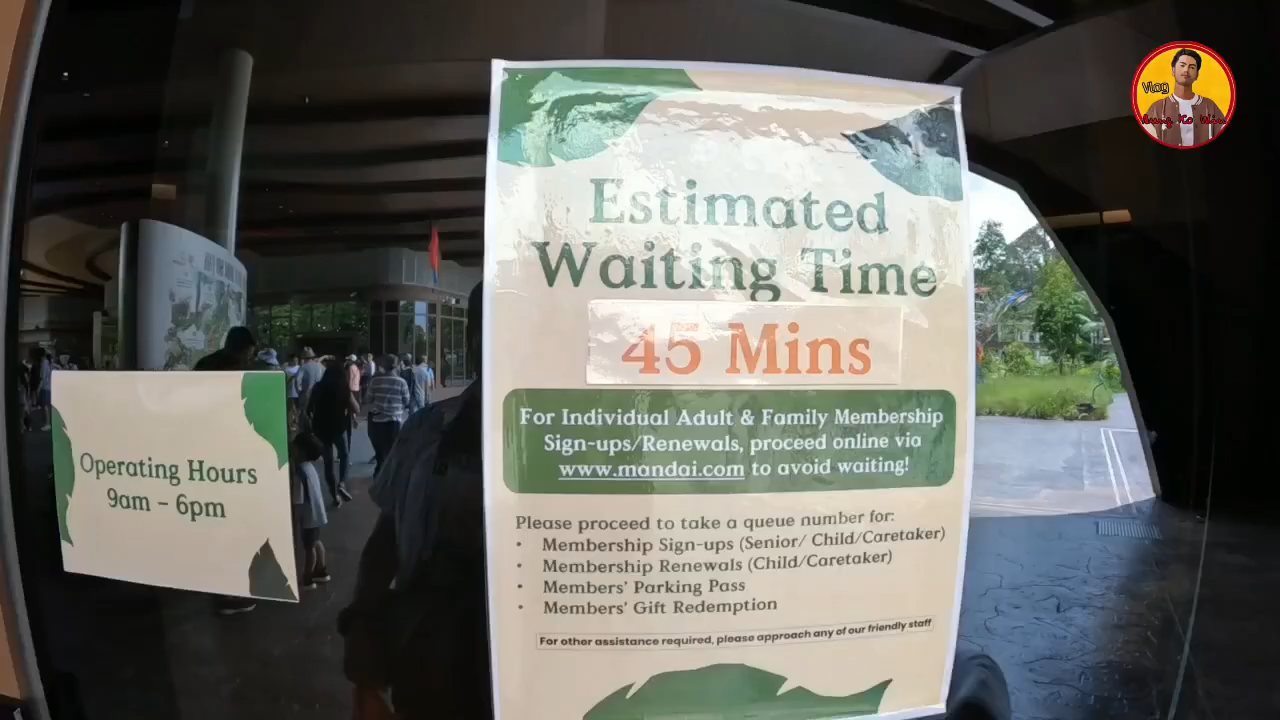 Vlog
Aung Ko Win
Estimated
Waiting Time
45 Mins
For Individual Adult & Family Membership
Sign-ups/Renewals, proceed online via
www.mandai.com to avoid waiting!
Please proceed to take a queue number for:
• Membership Sign-ups (Senior/ Child/Caretaker)
• Membership Renewals (Child/Caretaker)
• Members' Parking Pass
• Members' Gift Redemption
For other assistance required, please approach any of our friendly staff
Operating Hours
9am – 6pm